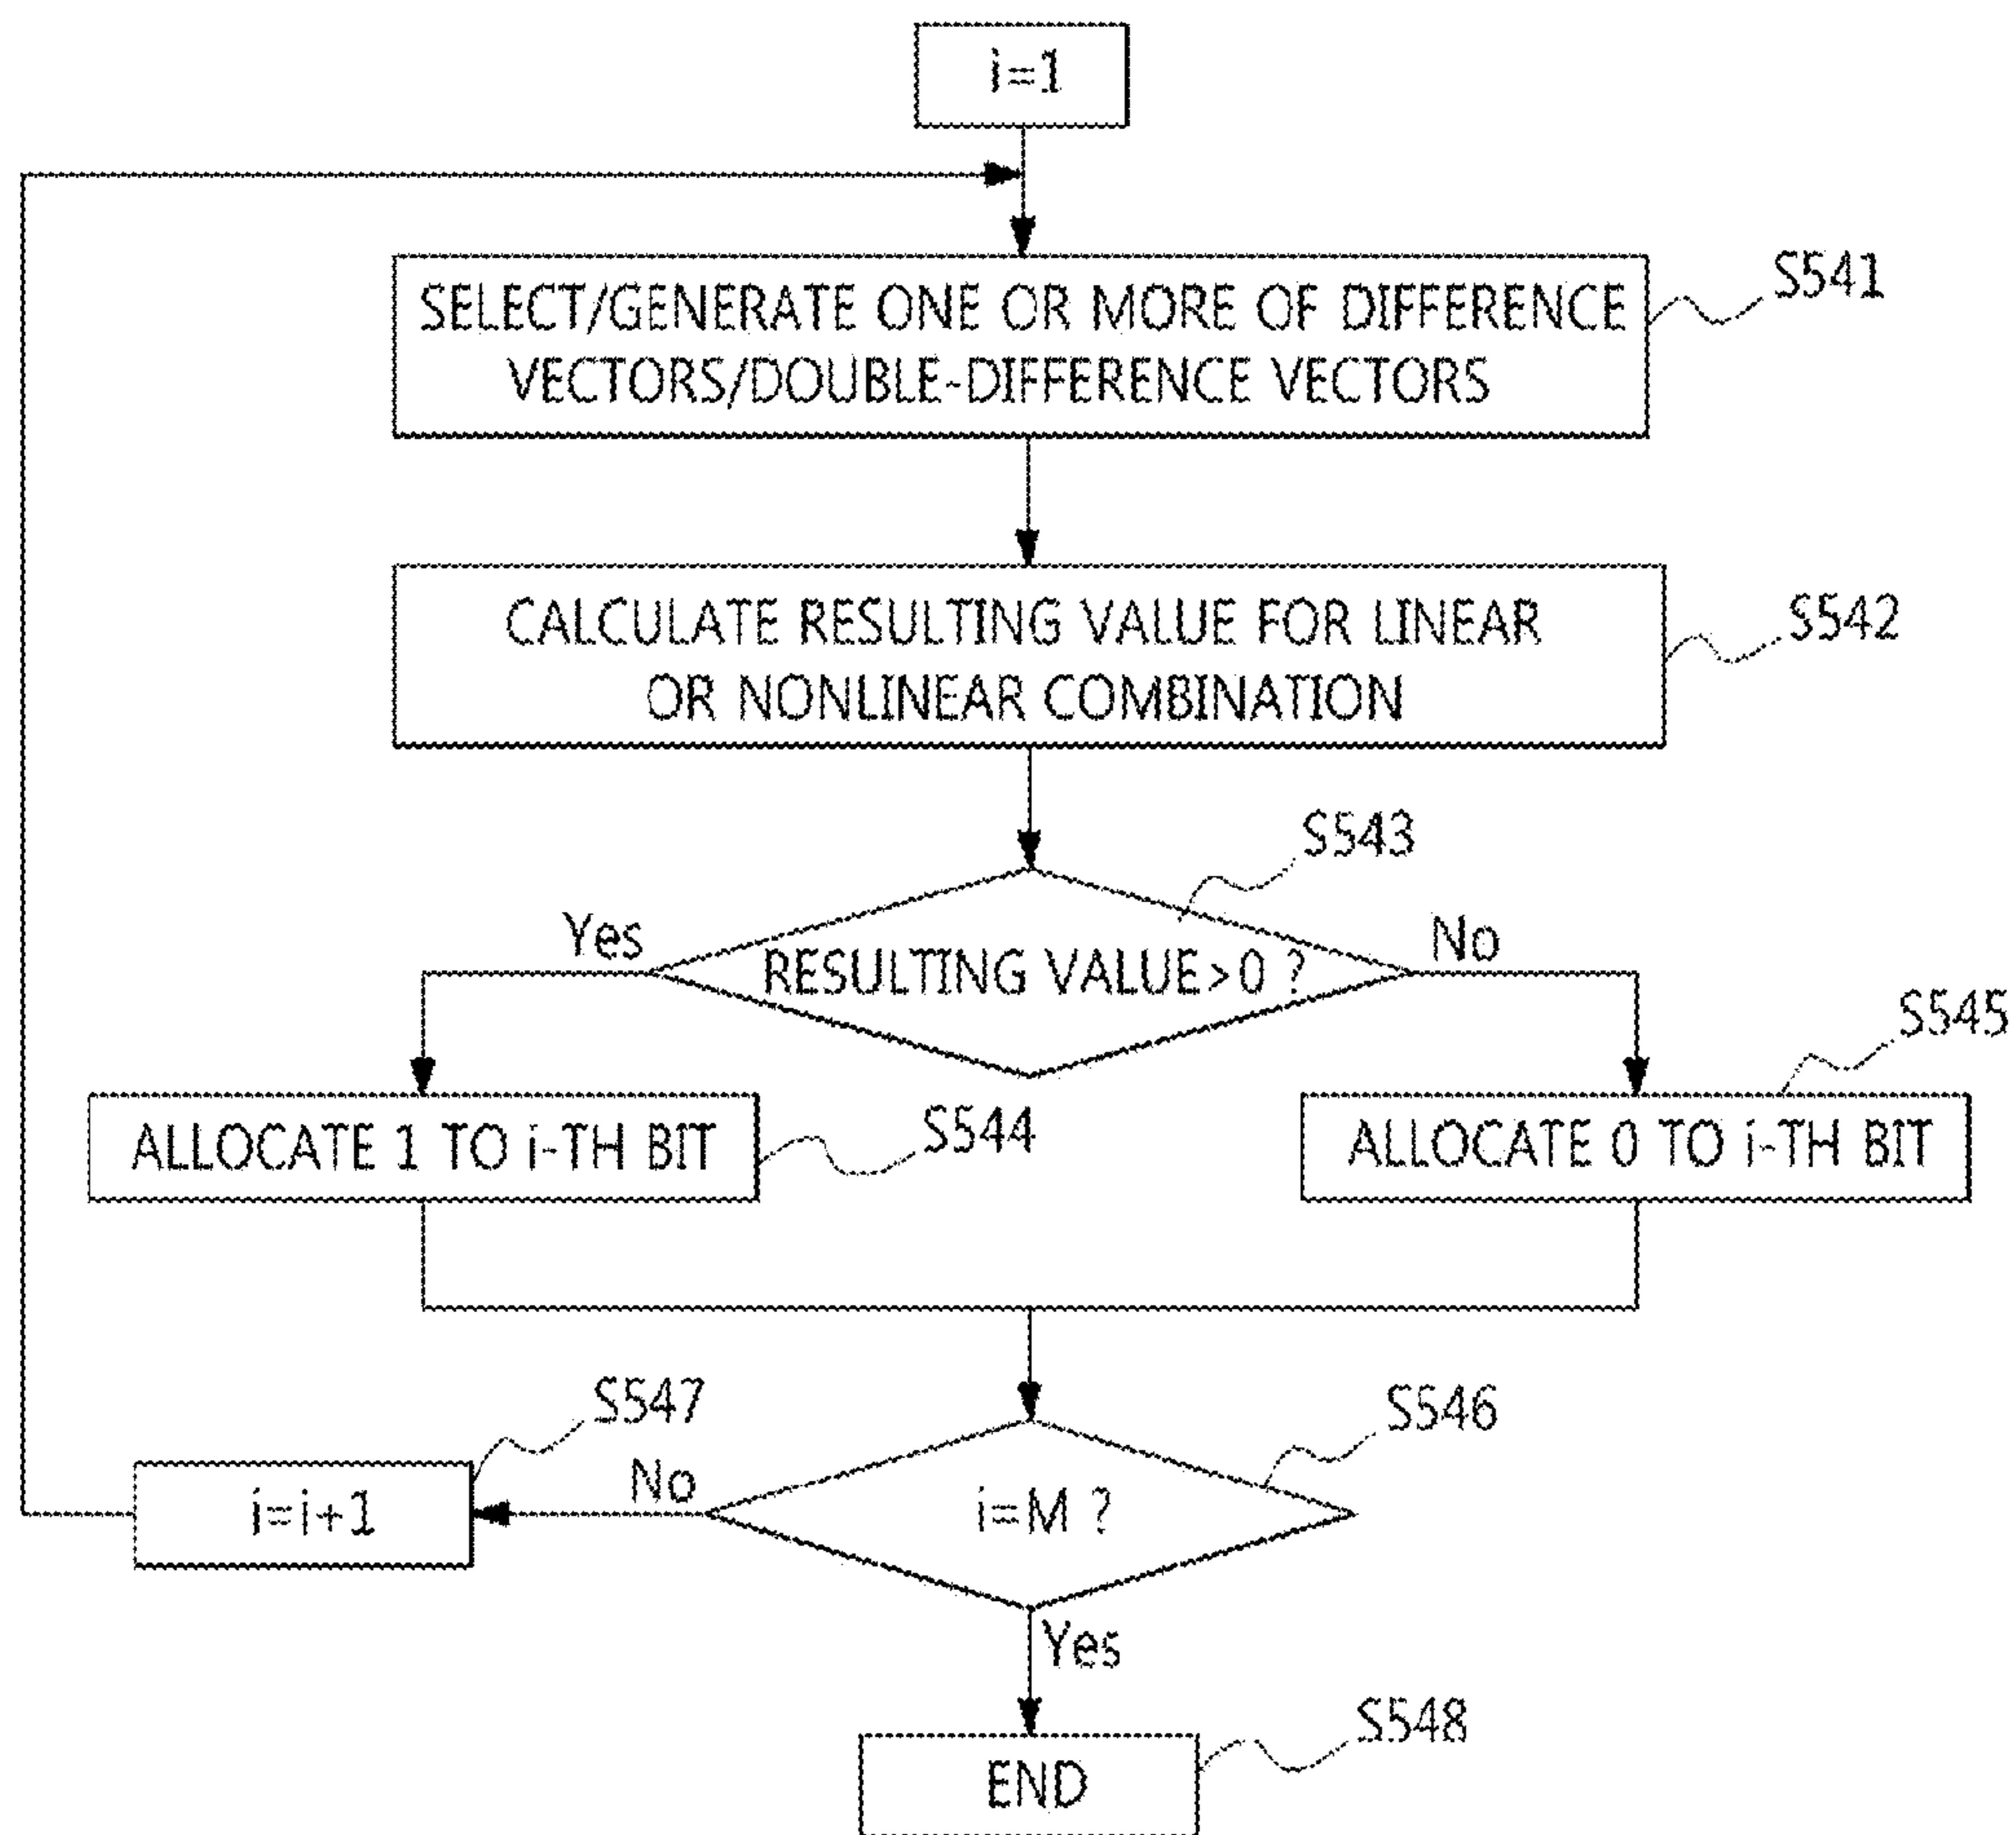 i=1
SELECT/GENERATE ONE OR MORE OF DIFFERENCE
VECTORS/DOUBLE-DIFFERENCE VECTORS
S541
CALCULATE RESULTING VALUE FOR LINEAR
OR NONLINEAR COMBINATION
S542
S543
Yes
RESULTING VALUE>0 ?
No
S545
ALLOCATE 1 TO i-TH BIT
S544
ALLOCATE 0 TO i-TH BIT
S547
S546
i=i+1
No
i=M ?
Yes
S548
END